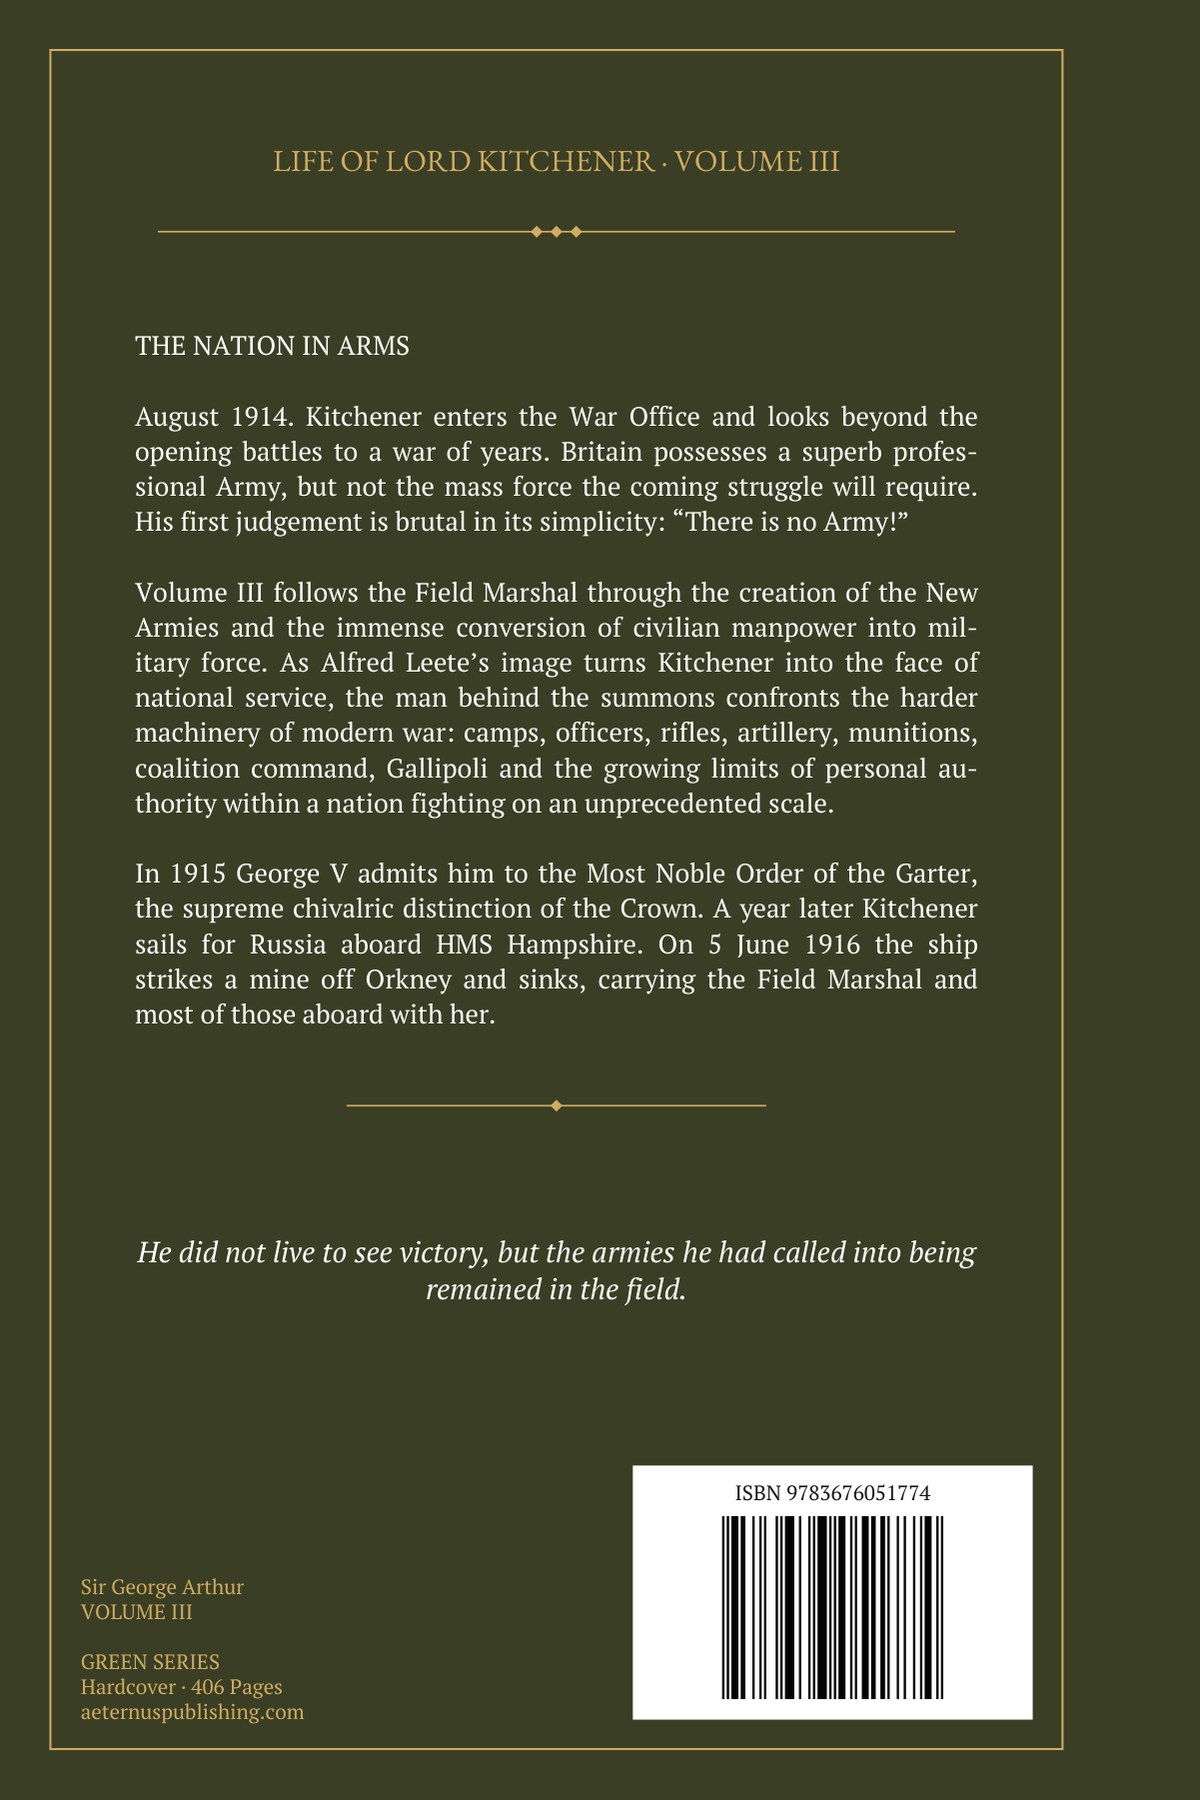 LIFE OF LORD KITCHENER · VOLUME III
THE NATION IN ARMS
August 1914. Kitchener enters the War Office and looks beyond the
opening battles to a war of years. Britain possesses a superb profes-
sional Army, but not the mass force the coming struggle will require.
His first judgement is brutal in its simplicity: “There is no Army!”
Volume III follows the Field Marshal through the creation of the New
Armies and the immense conversion of civilian manpower into mil-
itary force. As Alfred Leete’s image turns Kitchener into the face of
national service, the man behind the summons confronts the harder
machinery of modern war: camps, officers, rifles, artillery, munitions,
coalition command, Gallipoli and the growing limits of personal au-
thority within a nation fighting on an unprecedented scale.
In 1915 George V admits him to the Most Noble Order of the Garter,
the supreme chivalric distinction of the Crown. A year later Kitchener
sails for Russia aboard HMS Hampshire. On 5 June 1916 the ship
strikes a mine off Orkney and sinks, carrying the Field Marshal and
most of those aboard with her.
He did not live to see victory, but the armies he had called into being
remained in the field.
ISBN 9783676051774
Sir George Arthur
VOLUME III
GREEN SERIES
Hardcover · 406 Pages
aeternuspublishing.com